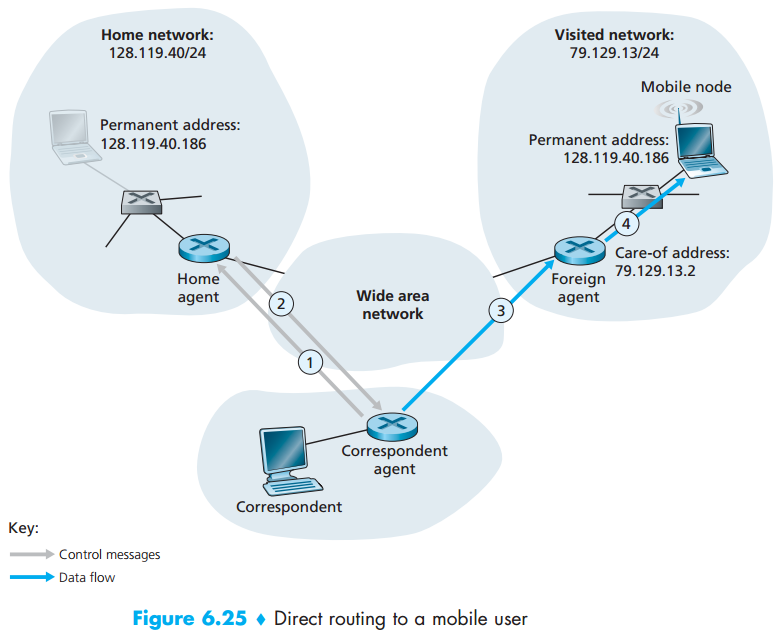 Home network:
128.119.40/24
Visited network:
79.129.13/24
Mobile node
Permanent address:
128.119.40.186
Permanent address:
128.119.40.186
4
Home
agent
Foreign
agent
Care-of address:
79.129.13.2
Wide area
network
2
3
1
Correspondent
agent
Correspondent
Key:
Control messages
Data flow
Figure 6.25 ♦ Direct routing to a mobile user